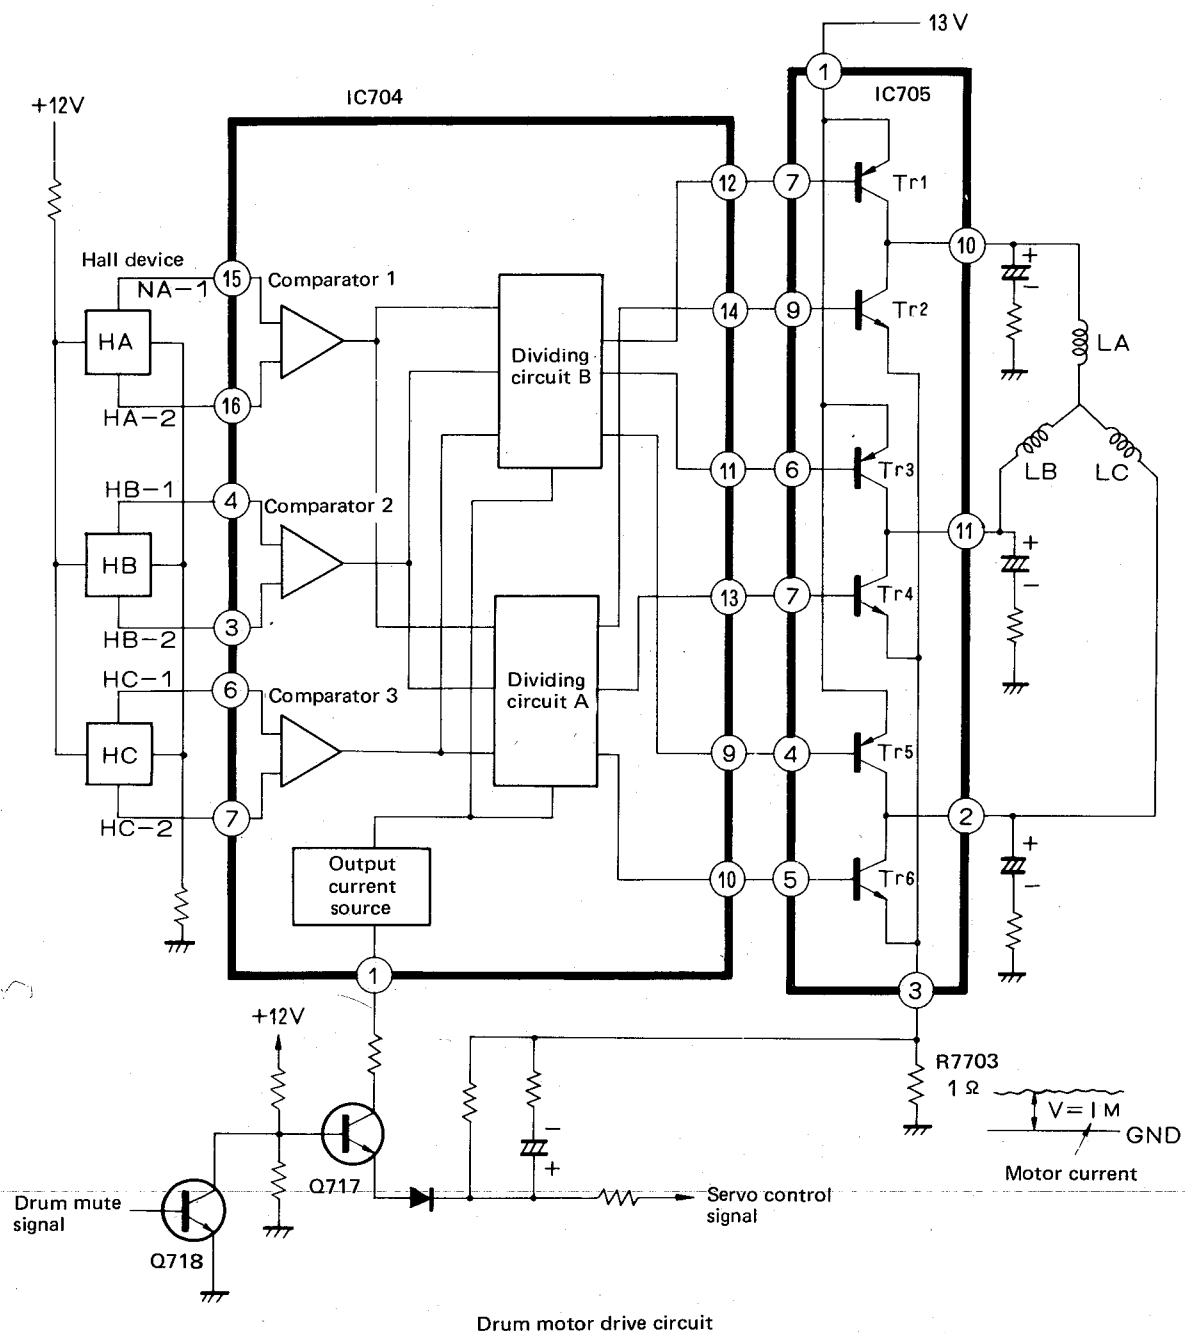 13 V
1
IC704
IC705
+12V
12
7
Tr1
10
+
−
Hall device
NA−1
15
Comparator 1
HA
HA−2
16
14
9
Tr2
Dividing
circuit B
LA
LB
LC
HB−1
4
Comparator 2
HB
HB−2
3
11
6
Tr3
11
+
−
13
7
Tr4
HC−1
6
Comparator 3
HC
HC−2
7
Dividing
circuit A
9
4
Tr5
2
+
−
10
5
Tr6
Output
current
source
1
3
+12V
R7703
1 Ω
V=IM
GND
Motor current
−
+
Q717
Drum mute
signal
Q718
Servo control
signal
Drum motor drive circuit